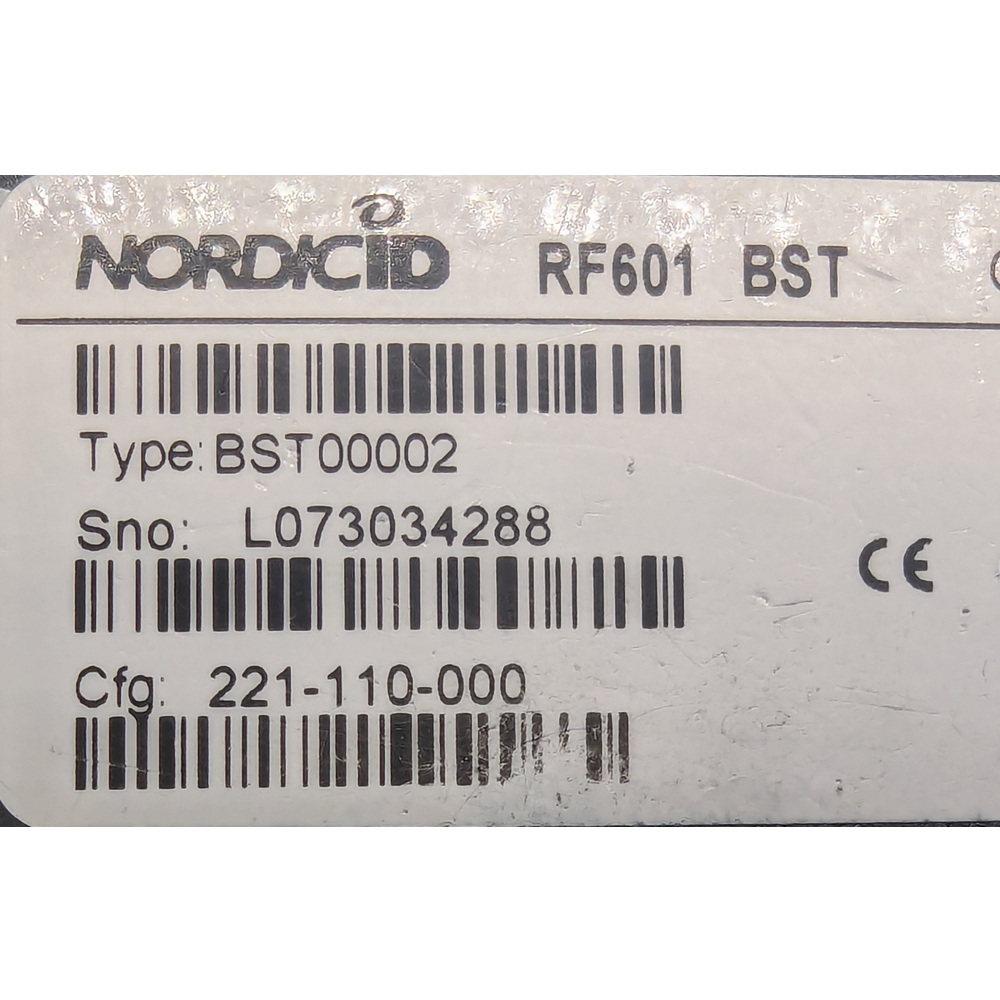 NORDICID RF601 BST
Type: BST00002
Sno: L073034288
CE
Cfg: 221-110-000